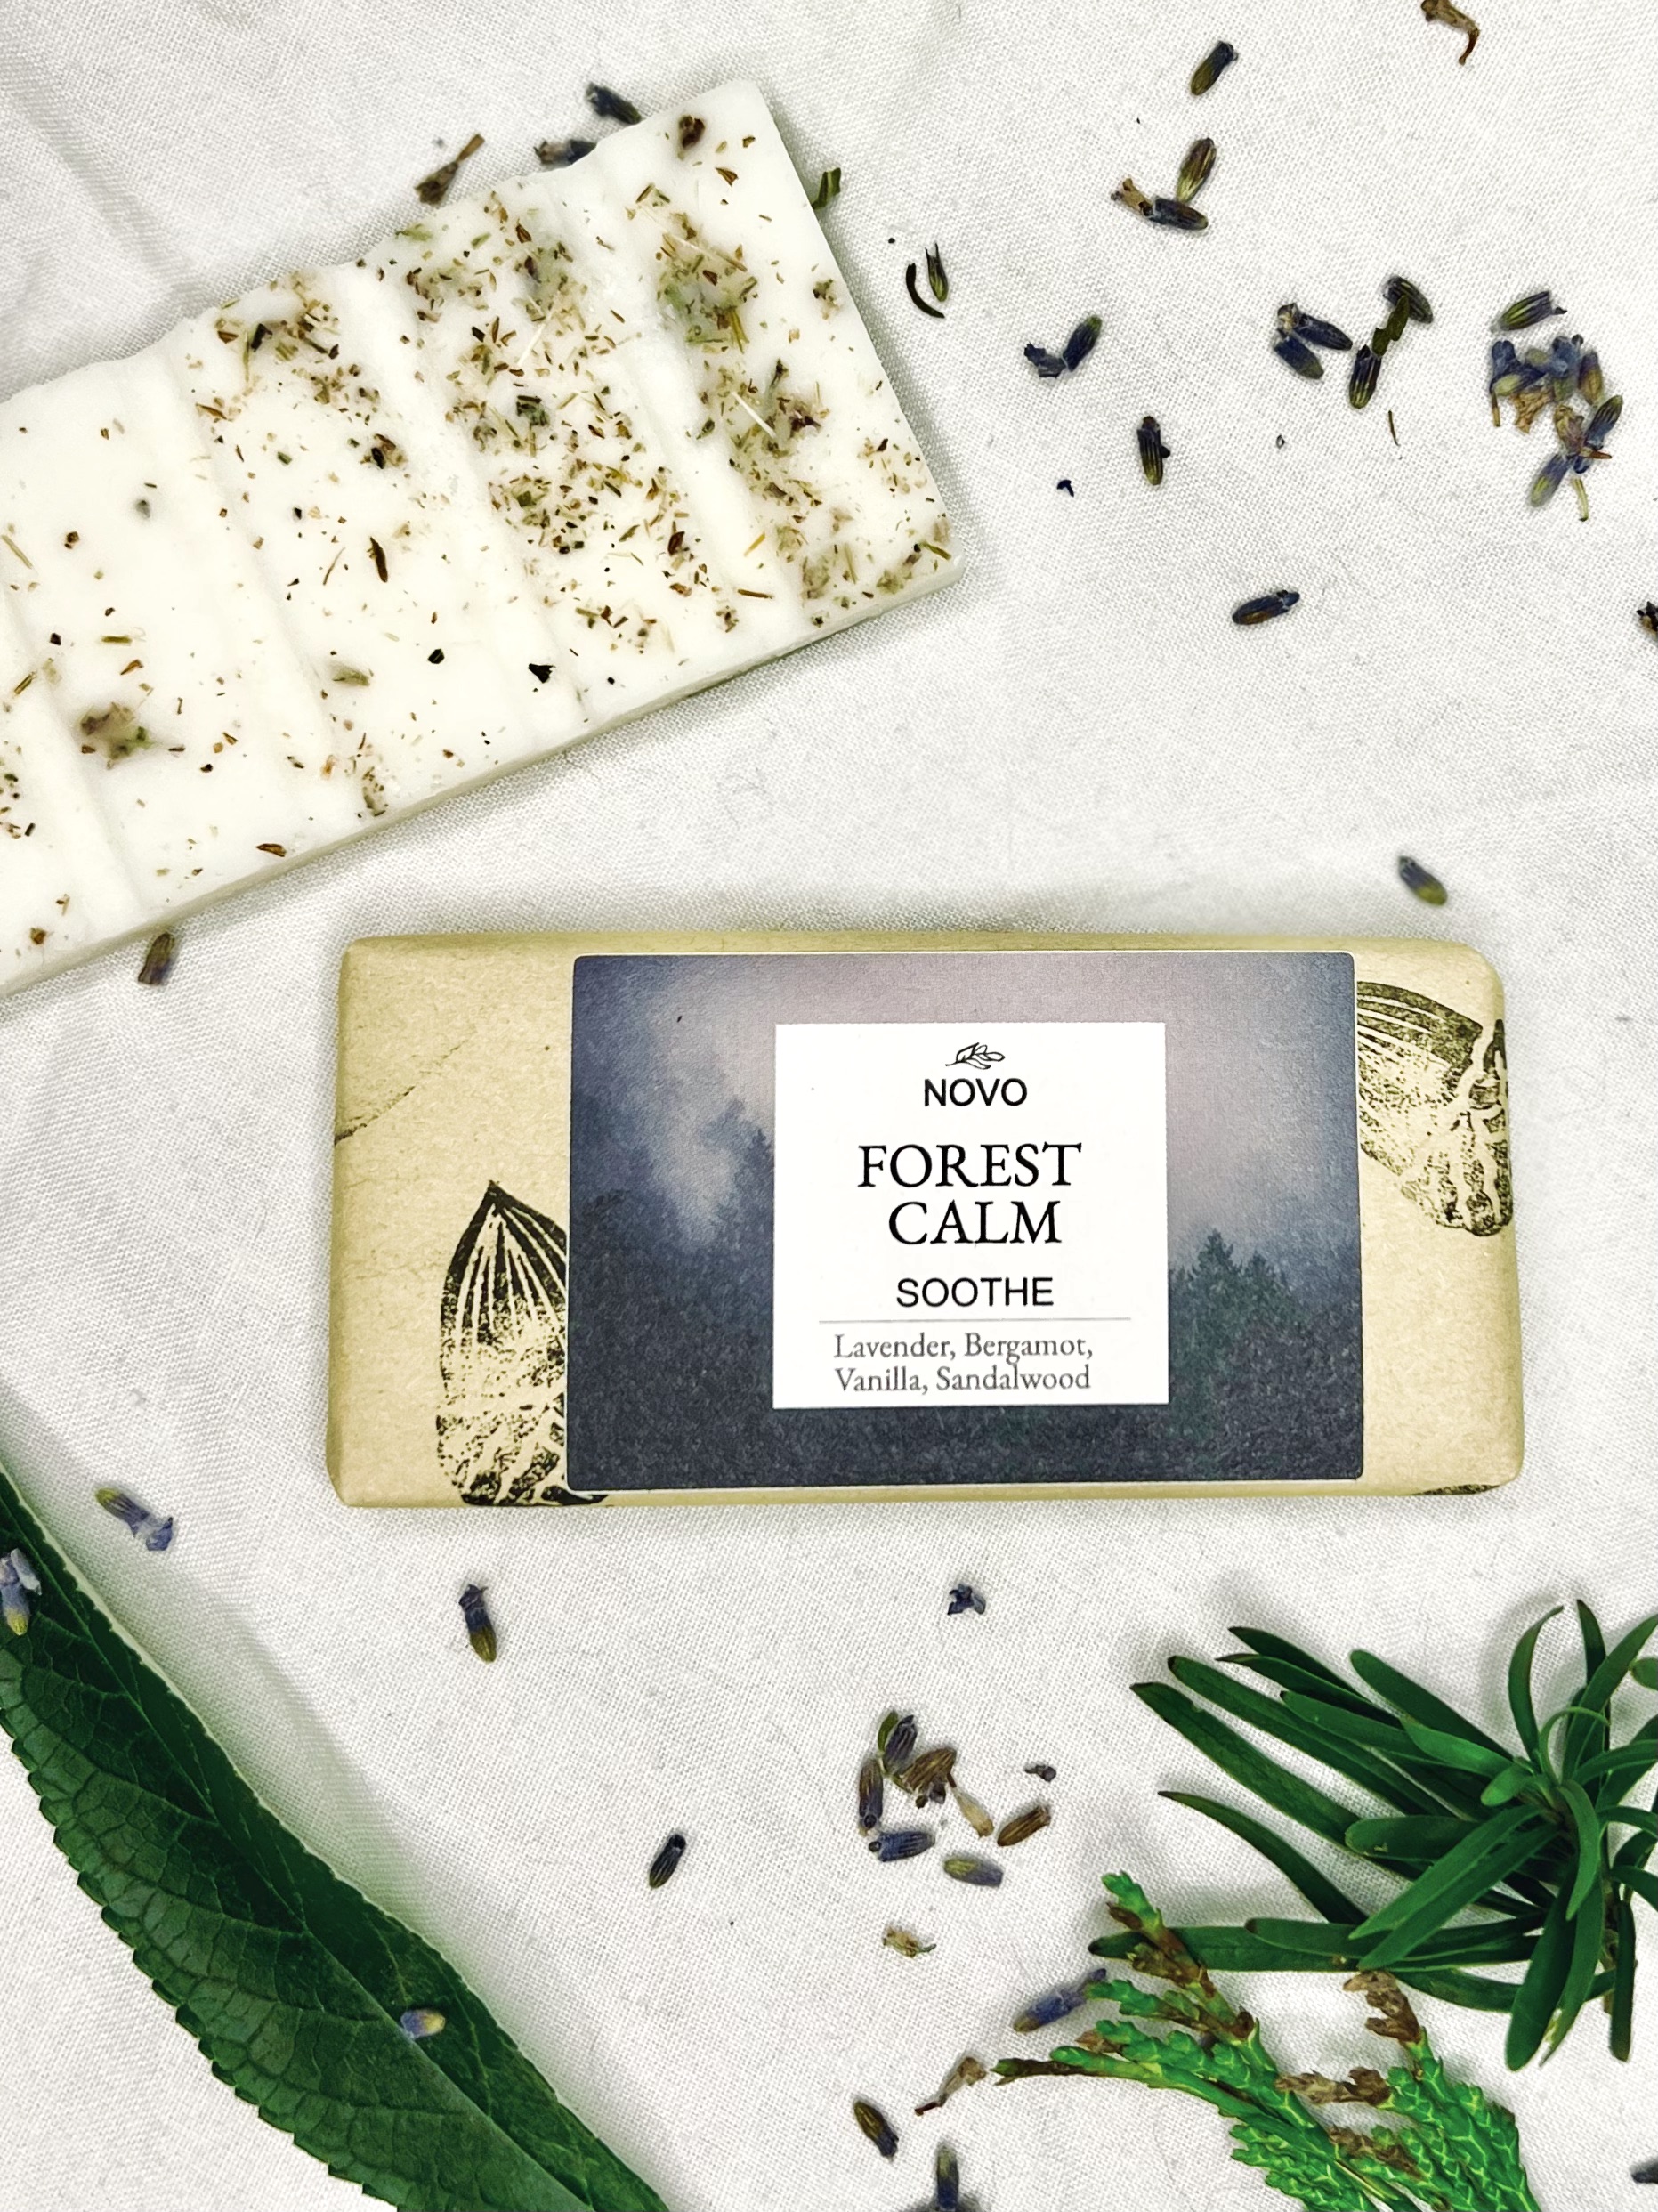 NOVO
FOREST
CALM
SOOTHE
Lavender, Bergamot,
Vanilla, Sandalwood